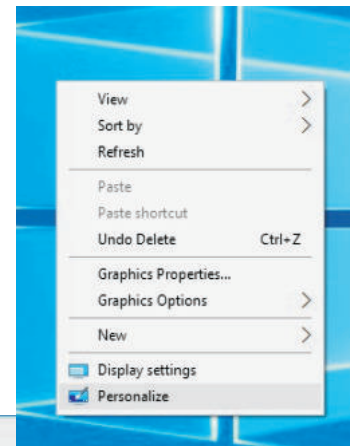 View
Sort by
Refresh
Paste
Paste shortcut
Undo Delete Ctrl+Z
Graphics Properties...
Graphics Options
New
Display settings
Personalize